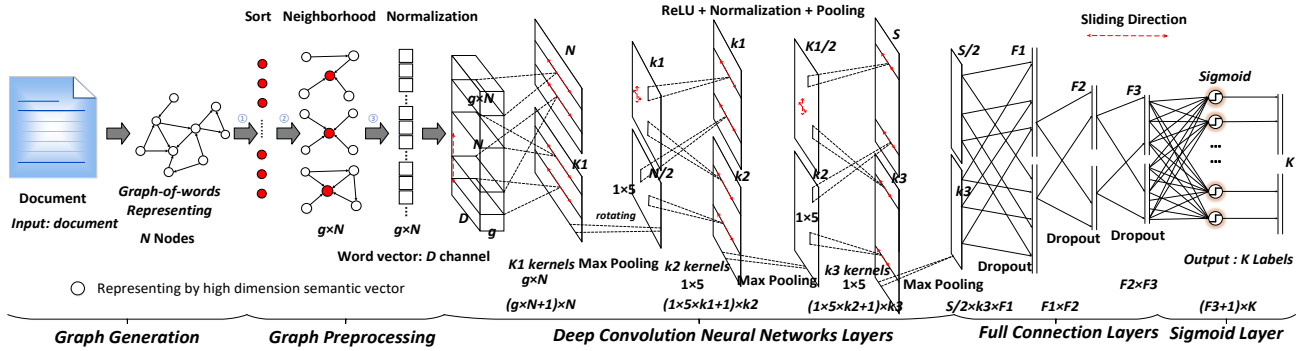 Sort
Neighborhood
Normalization
ReLU + Normalization + Pooling
Sliding Direction
①
②
③
Document
Input: document
Graph-of-words
Representing
N Nodes
g×N
g×N
Word vector: D channel
g×N
N
D
g
N
K1
K1 kernels
g×N
(g×N+1)×N
k1
N/2
1×5
rotating
Max Pooling
k1
k2
k2 kernels
1×5
(1×5×k1+1)×k2
K1/2
k2
1×5
Max Pooling
S
k3
k3 kernels
1×5
(1×5×k2+1)×k3
Max Pooling
S/2
k3
S/2×k3×F1
F1
Dropout
F1×F2
F2
Dropout
F2×F3
F3
Dropout
Sigmoid
...
...
K
Output : K Labels
(F3+1)×K
Representing by high dimension semantic vector
Graph Generation
Graph Preprocessing
Deep Convolution Neural Networks Layers
Full Connection Layers
Sigmoid Layer